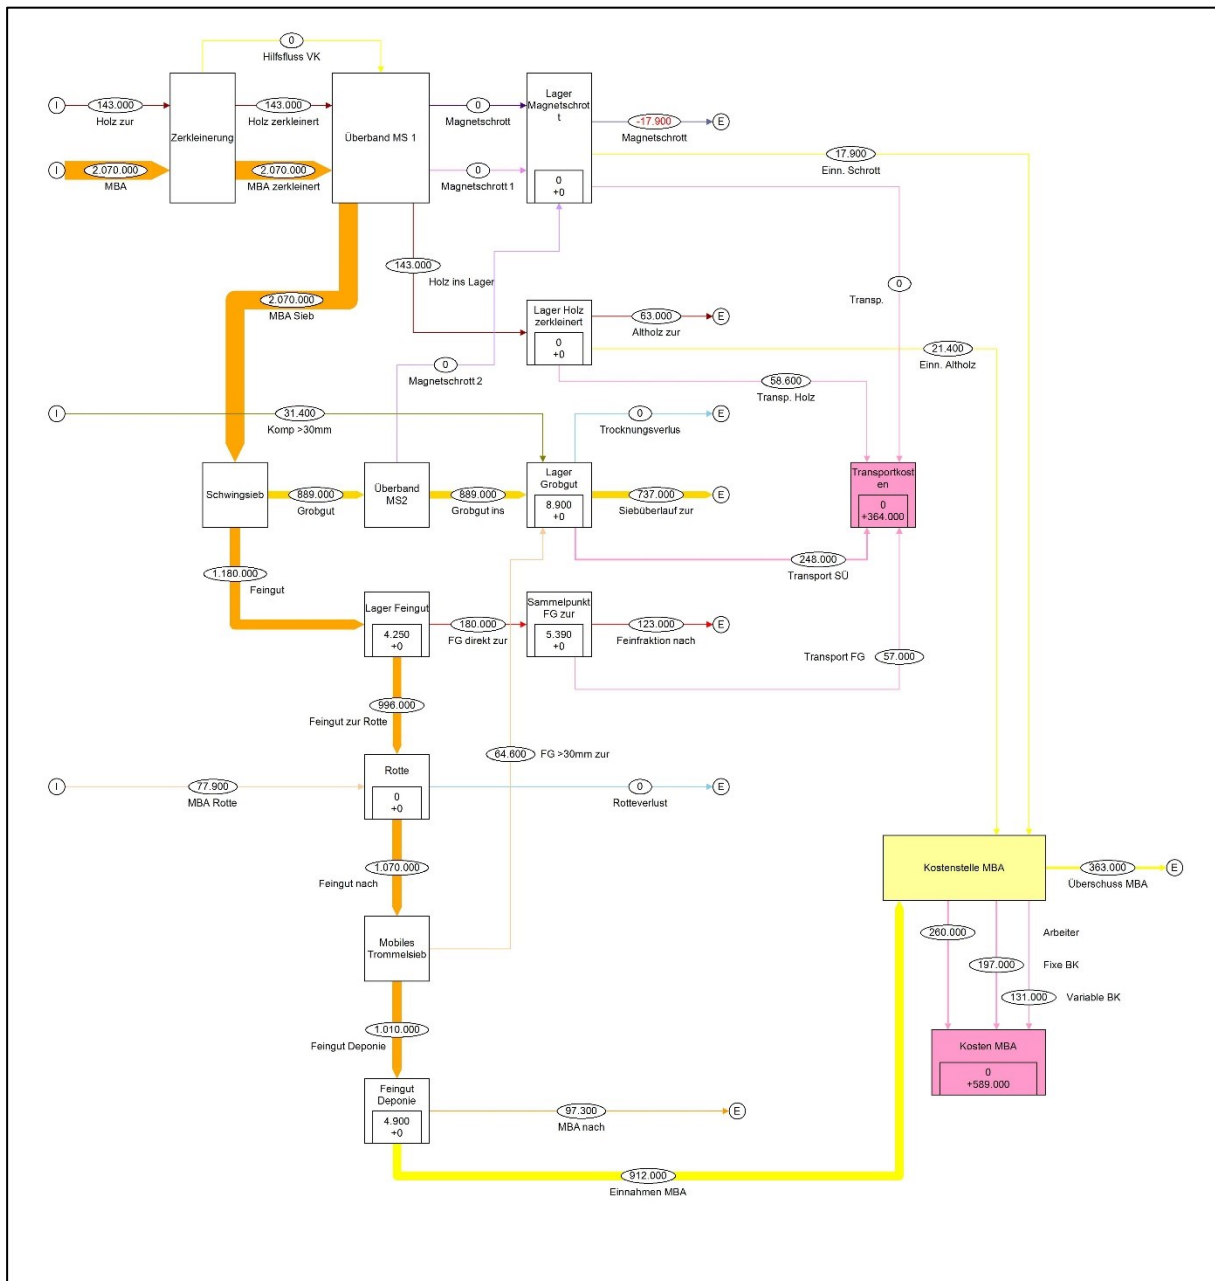 0
Hilfsfluss VK
I
143.000
Holz zur
Zerkleinerung
143.000
Holz zerkleinert
Überband MS 1
0
Magnetschrott
Lager
Magnetschrot
t
0
+0
-17.900
Magnetschrott
E
17.900
Einn. Schrott
I
2.070.000
MBA
2.070.000
MBA zerkleinert
0
Magnetschrott 1
143.000
Holz ins Lager
0
Transp.
2.070.000
MBA Sieb
Lager Holz
zerkleinert
0
+0
63.000
Altholz zur
E
21.400
Einn. Altholz
0
Magnetschrott 2
58.600
Transp. Holz
I
31.400
Komp >30mm
0
Trocknungsverlus
E
Schwingsieb
889.000
Grobgut
Überband
MS2
889.000
Grobgut ins
Lager
Grobgut
8.900
+0
737.000
Siebüberlauf zur
E
Transportkost
en
0
+364.000
248.000
Transport SÜ
1.180.000
Feingut
Lager Feingut
4.250
+0
180.000
FG direkt zur
Sammelpunkt
FG zur
5.390
+0
123.000
Feinfraktion nach
E
Transport FG
57.000
996.000
Feingut zur Rotte
64.600
FG >30mm zur
I
77.900
MBA Rotte
Rotte
0
+0
0
Rotteverlust
E
1.070.000
Feingut nach
Kostenstelle MBA
363.000
Überschuss MBA
E
Mobiles
Trommelsieb
260.000
Arbeiter
197.000
Fixe BK
131.000
Variable BK
1.010.000
Feingut Deponie
Kosten MBA
0
+589.000
Feingut
Deponie
4.900
+0
97.300
MBA nach
E
912.000
Einnahmen MBA